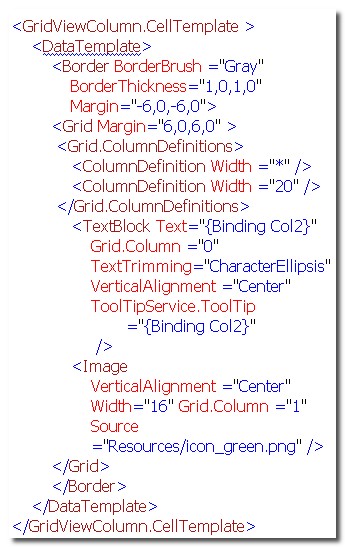 <GridViewColumn.CellTemplate >
<DataTemplate>
<Border BorderBrush ="Gray"
BorderThickness="1,0,1,0"
Margin="-6,0,-6,0">
<Grid Margin="6,0,6,0" >
<Grid.ColumnDefinitions>
<ColumnDefinition Width ="*" />
<ColumnDefinition Width ="20" />
</Grid.ColumnDefinitions>
<TextBlock Text="{Binding Col2}"
Grid.Column ="0"
TextTrimming="CharacterEllipsis"
VerticalAlignment ="Center"
ToolTipService.ToolTip
="{Binding Col2}"
/>
<Image
VerticalAlignment ="Center"
Width="16" Grid.Column ="1"
Source
="Resources/icon_green.png" />
</Grid>
</Border>
</DataTemplate>
</GridViewColumn.CellTemplate>